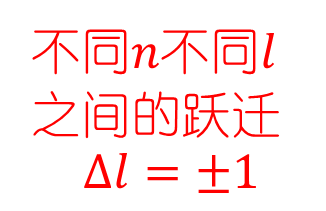 不同n不同l
之间的跃迁
Δl = ±1